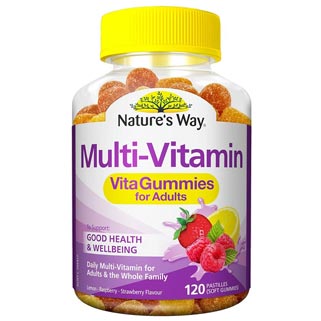 Nature's Way
Multi-Vitamin
VitaGummies
for Adults
To Support:
GOOD HEALTH
& WELLBEING
Daily Multi-Vitamin for
Adults & the Whole Family
Lemon - Raspberry - Strawberry Flavour
120 PASTILLES
(SOFT GUMMIES)